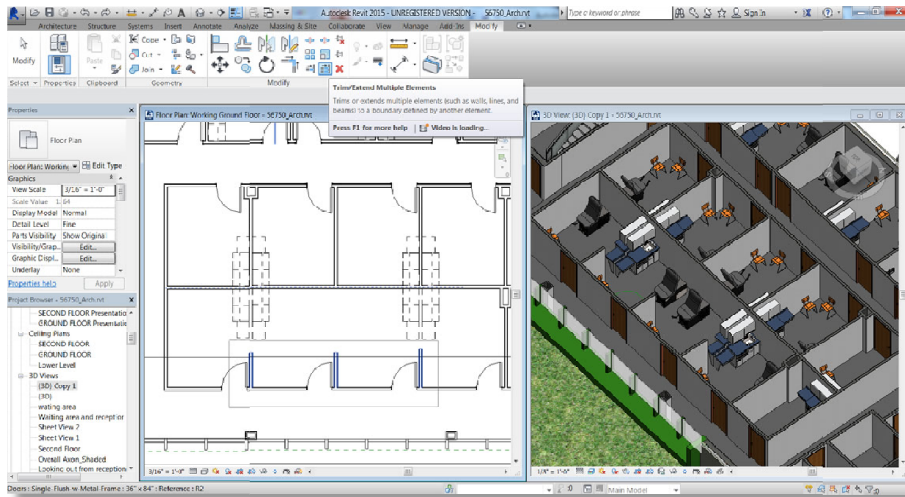 Autodesk Revit 2015 - UNREGISTERED VERSION - 56750_Arch.rvt
Type a keyword or phrase
Sign In
Architecture Structure Systems Insert Annotate Analyze Massing & Site Collaborate View Manage Add-Ins Modify
Modify
Paste
Cope
Cut
Join
Select Properties Clipboard Geometry Modify
Trim/Extend Multiple Elements
Trims or extends multiple elements (such as walls, lines, and
beams) to a boundary defined by another element.
Press F1 for more help Video is loading...
Properties
Floor Plan
Floor Plan: Workin Edit Type
Graphics
View Scale 3/16" = 1'-0"
Scale Value 1: 64
Display Model Normal
Detail Level Fine
Parts Visibility Show Original
Visibility/Grap... Edit...
Graphic Displ... Edit...
Underlay None
Properties help Apply
Project Browser - 56750_Arch.rvt
SECOND FLOOR Presentatio
GROUND FLOOR Presentatio
Ceiling Plans
SECOND FLOOR
GROUND FLOOR
Lower Level
3D Views
{3D} Copy 1
{3D}
wating area
Waiting area and receptior
Sheet View 2
Sheet View 1
Second Floor
Overall Axon_Shaded
Looking out from reception
Floor Plan: Working Ground Floor - 56750_Arch.rvt
3/16" = 1'-0"
3D View: {3D} Copy 1 - 56750_Arch.rvt
1/8" = 1'-0"
Doors : Single-Flush w Metal-Frame : 36" x 84" : Reference : R2
:0
Main Model
:0